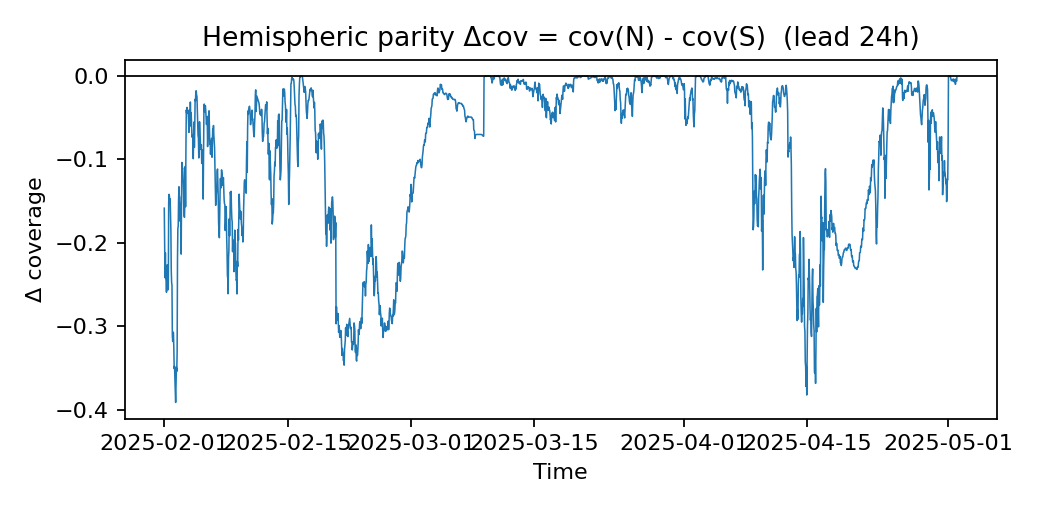 Hemispheric parity Δcov = cov(N) - cov(S)  (lead 24h)
0.0
−0.1
−0.2
−0.3
−0.4
Δ coverage
2025-02-01 2025-02-15 2025-03-01 2025-03-15 2025-04-01 2025-04-15 2025-05-01
Time